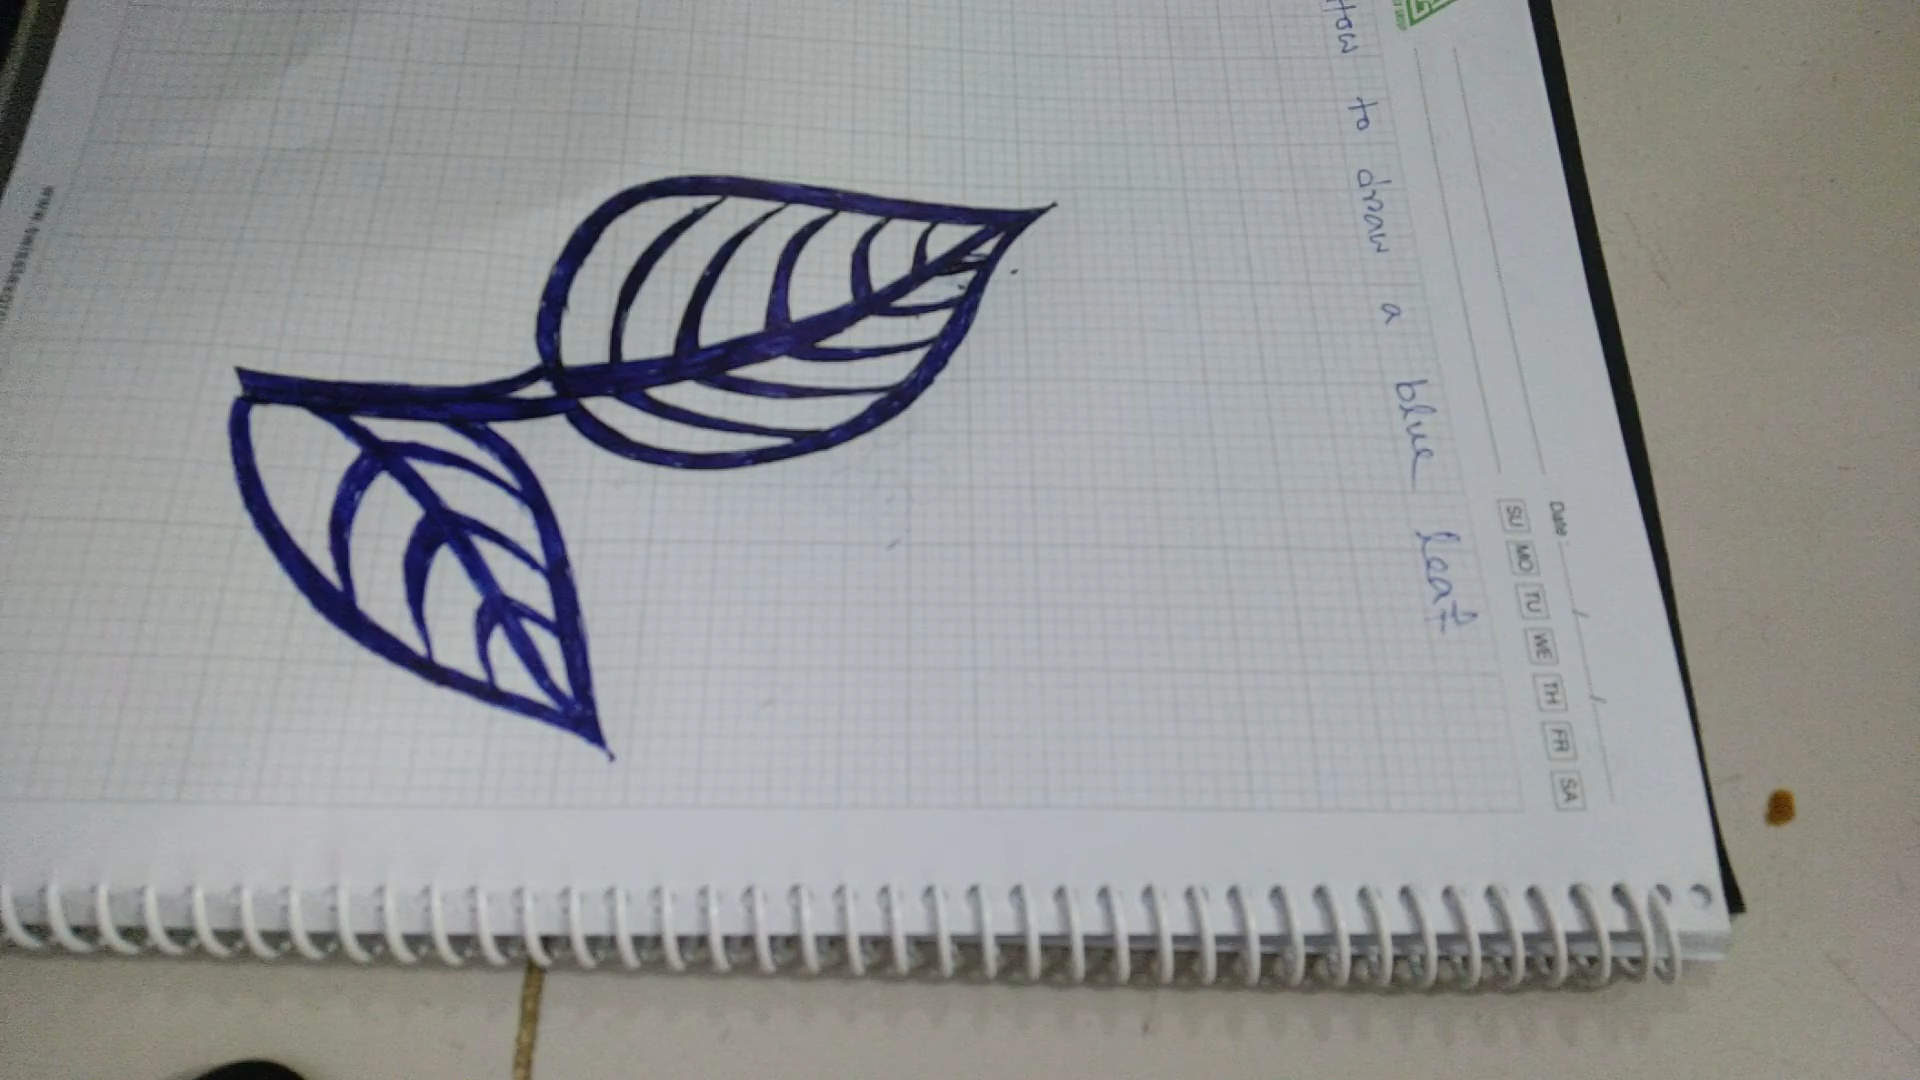 Date : / /
SU MO TU WE TH FR SA
How to draw a blue leaf